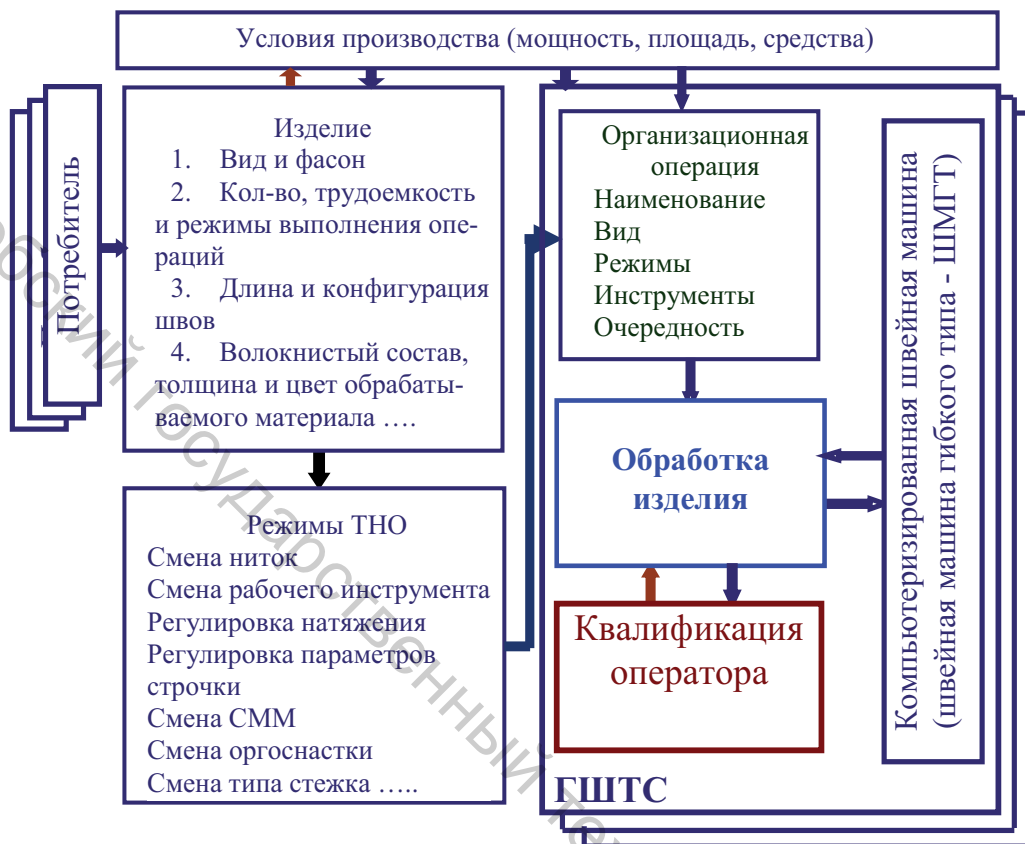 Условия производства (мощность, площадь, средства)
Потребитель
Изделие
1. Вид и фасон
2. Кол-во, трудоемкость
и режимы выполнения опе-
раций
3. Длина и конфигурация
швов
4. Волокнистый состав,
толщина и цвет обрабаты-
ваемого материала ….
Режимы ТНО
Смена ниток
Смена рабочего инструмента
Регулировка натяжения
Регулировка параметров
строчки
Смена СММ
Смена оргоснастки
Смена типа стежка …..
Организационная
операция
Наименование
Вид
Режимы
Инструменты
Очередность
Обработка
изделия
Квалификация
оператора
ГШТС
Компьютеризированная швейная машина
(швейная машина гибкого типа - ШМГТ)
государственный